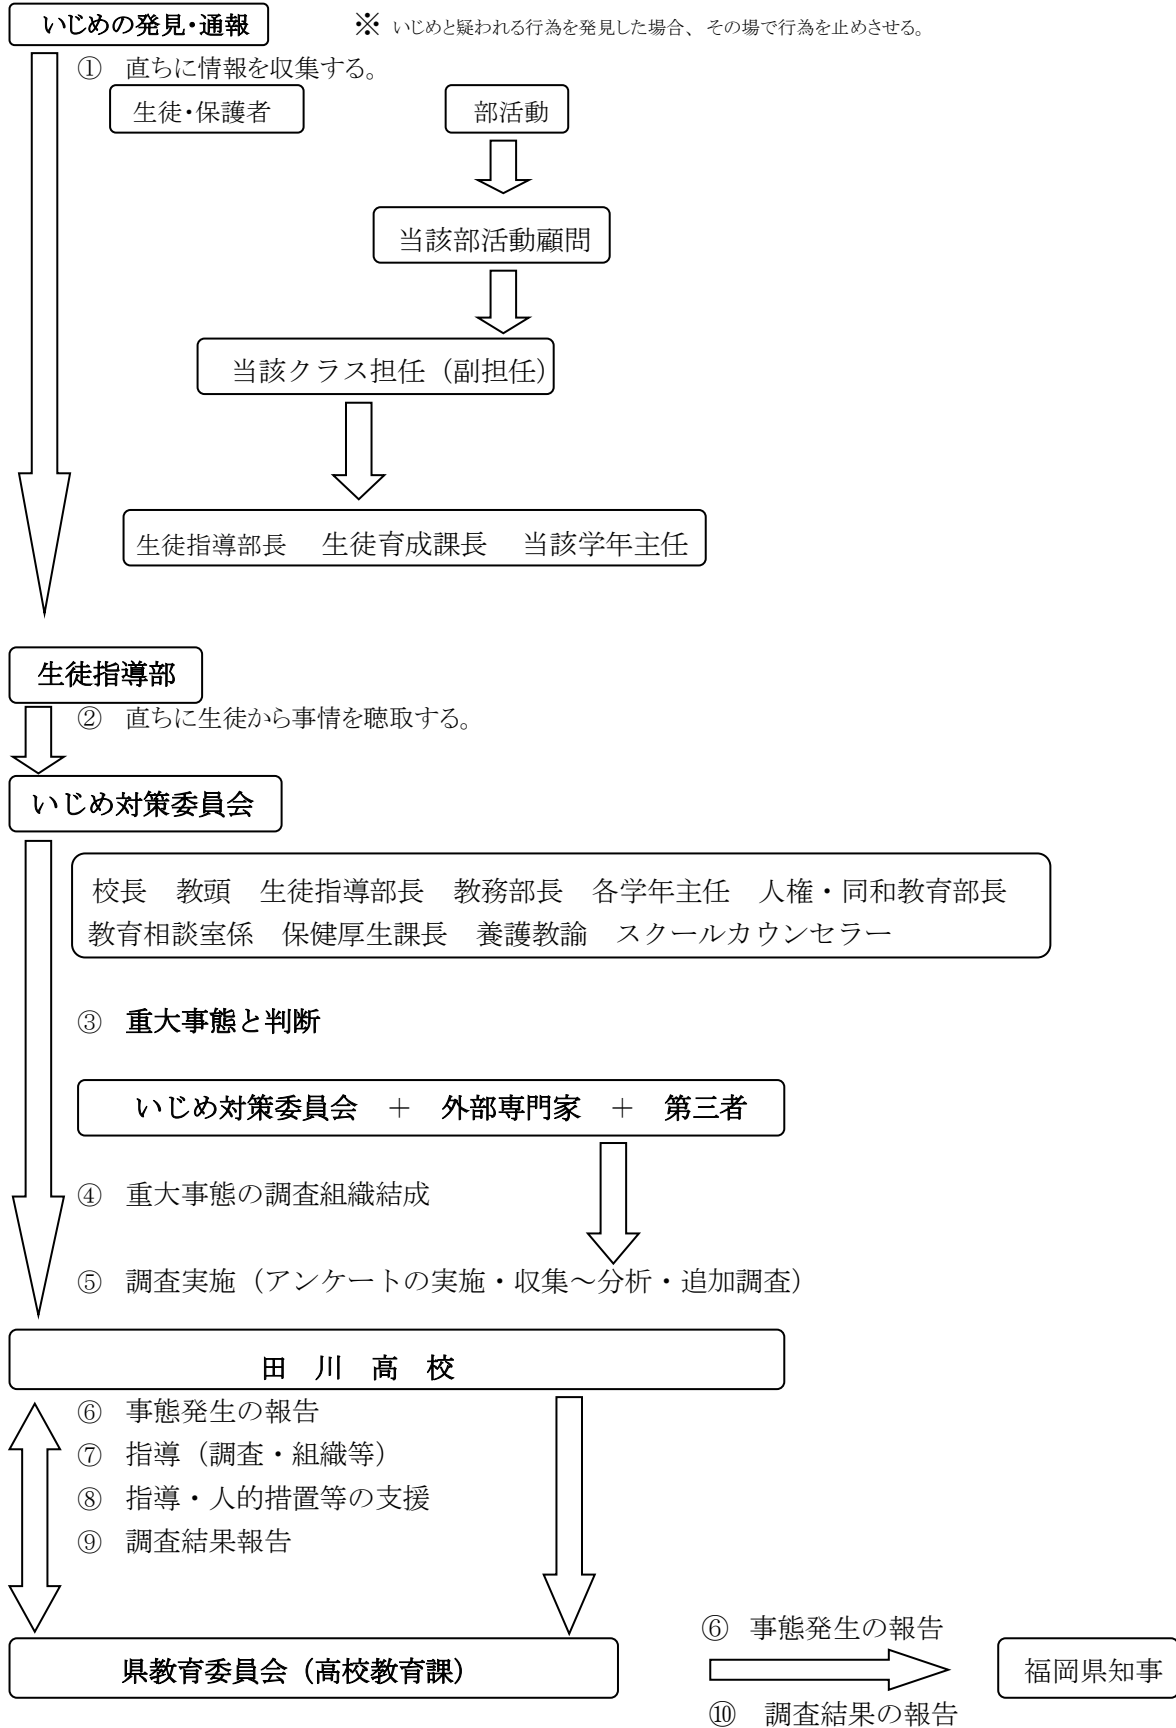 いじめの発見・通報
※ いじめと疑われる行為を発見した場合、その場で行為を止めさせる。
① 直ちに情報を収集する。
生徒・保護者
部活動
当該部活動顧問
当該クラス担任（副担任）
生徒指導部長 生徒育成課長 当該学年主任
生徒指導部
② 直ちに生徒から事情を聴取する。
いじめ対策委員会
校長 教頭 生徒指導部長 教務部長 各学年主任 人権・同和教育部長
教育相談室係 保健厚生課長 養護教諭 スクールカウンセラー
③ 重大事態と判断
いじめ対策委員会 ＋ 外部専門家 ＋ 第三者
④ 重大事態の調査組織結成
⑤ 調査実施（アンケートの実施・収集～分析・追加調査）
田 川 高 校
⑥ 事態発生の報告
⑦ 指導（調査・組織等）
⑧ 指導・人的措置等の支援
⑨ 調査結果報告
県教育委員会（高校教育課）
⑥ 事態発生の報告
福岡県知事
⑩ 調査結果の報告